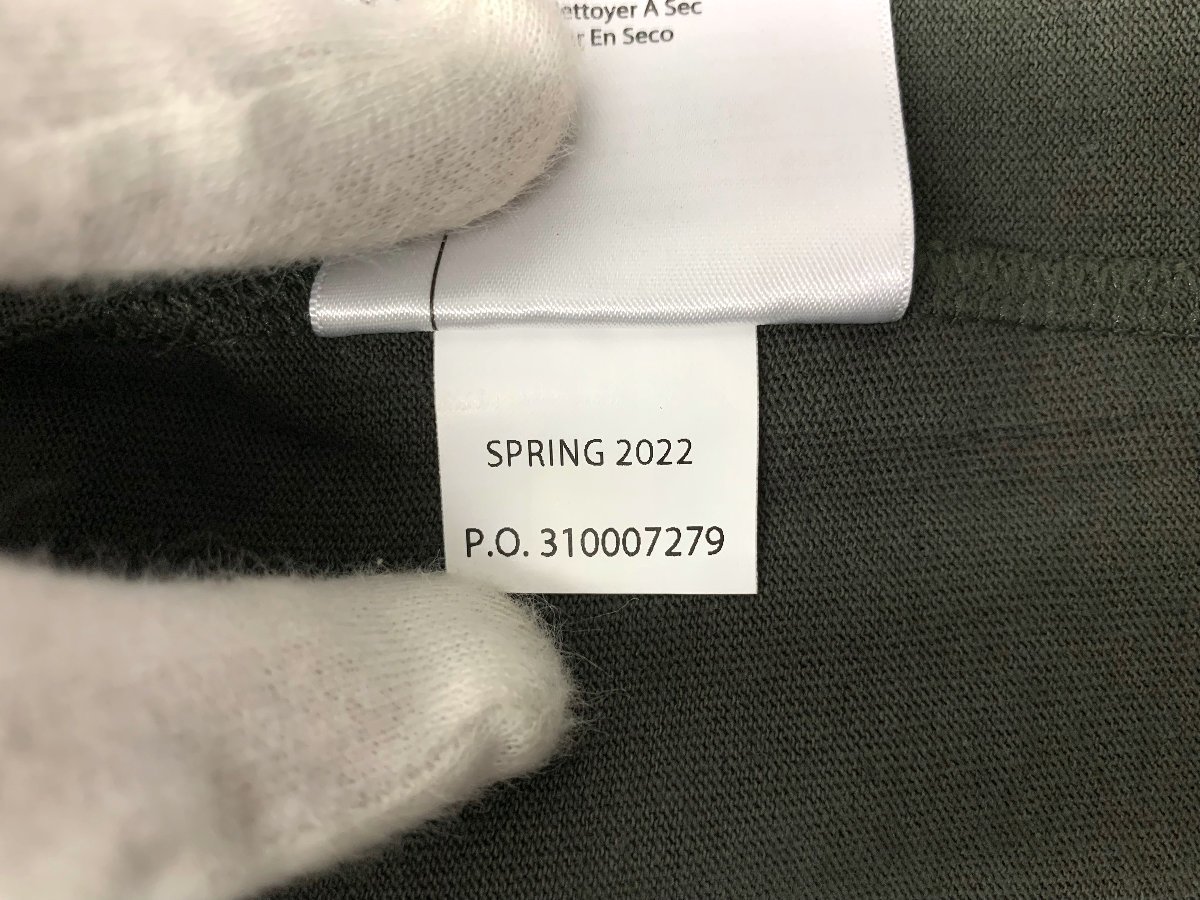 A Sec
En Seco
SPRING 2022
P.O. 310007279